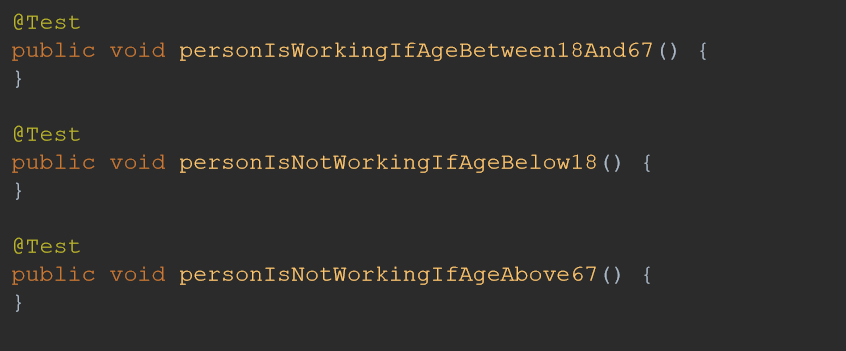 @Test
public void personIsWorkingIfAgeBetween18And67() {
}
@Test
public void personIsNotWorkingIfAgeBelow18() {
}
@Test
public void personIsNotWorkingIfAgeAbove67() {
}